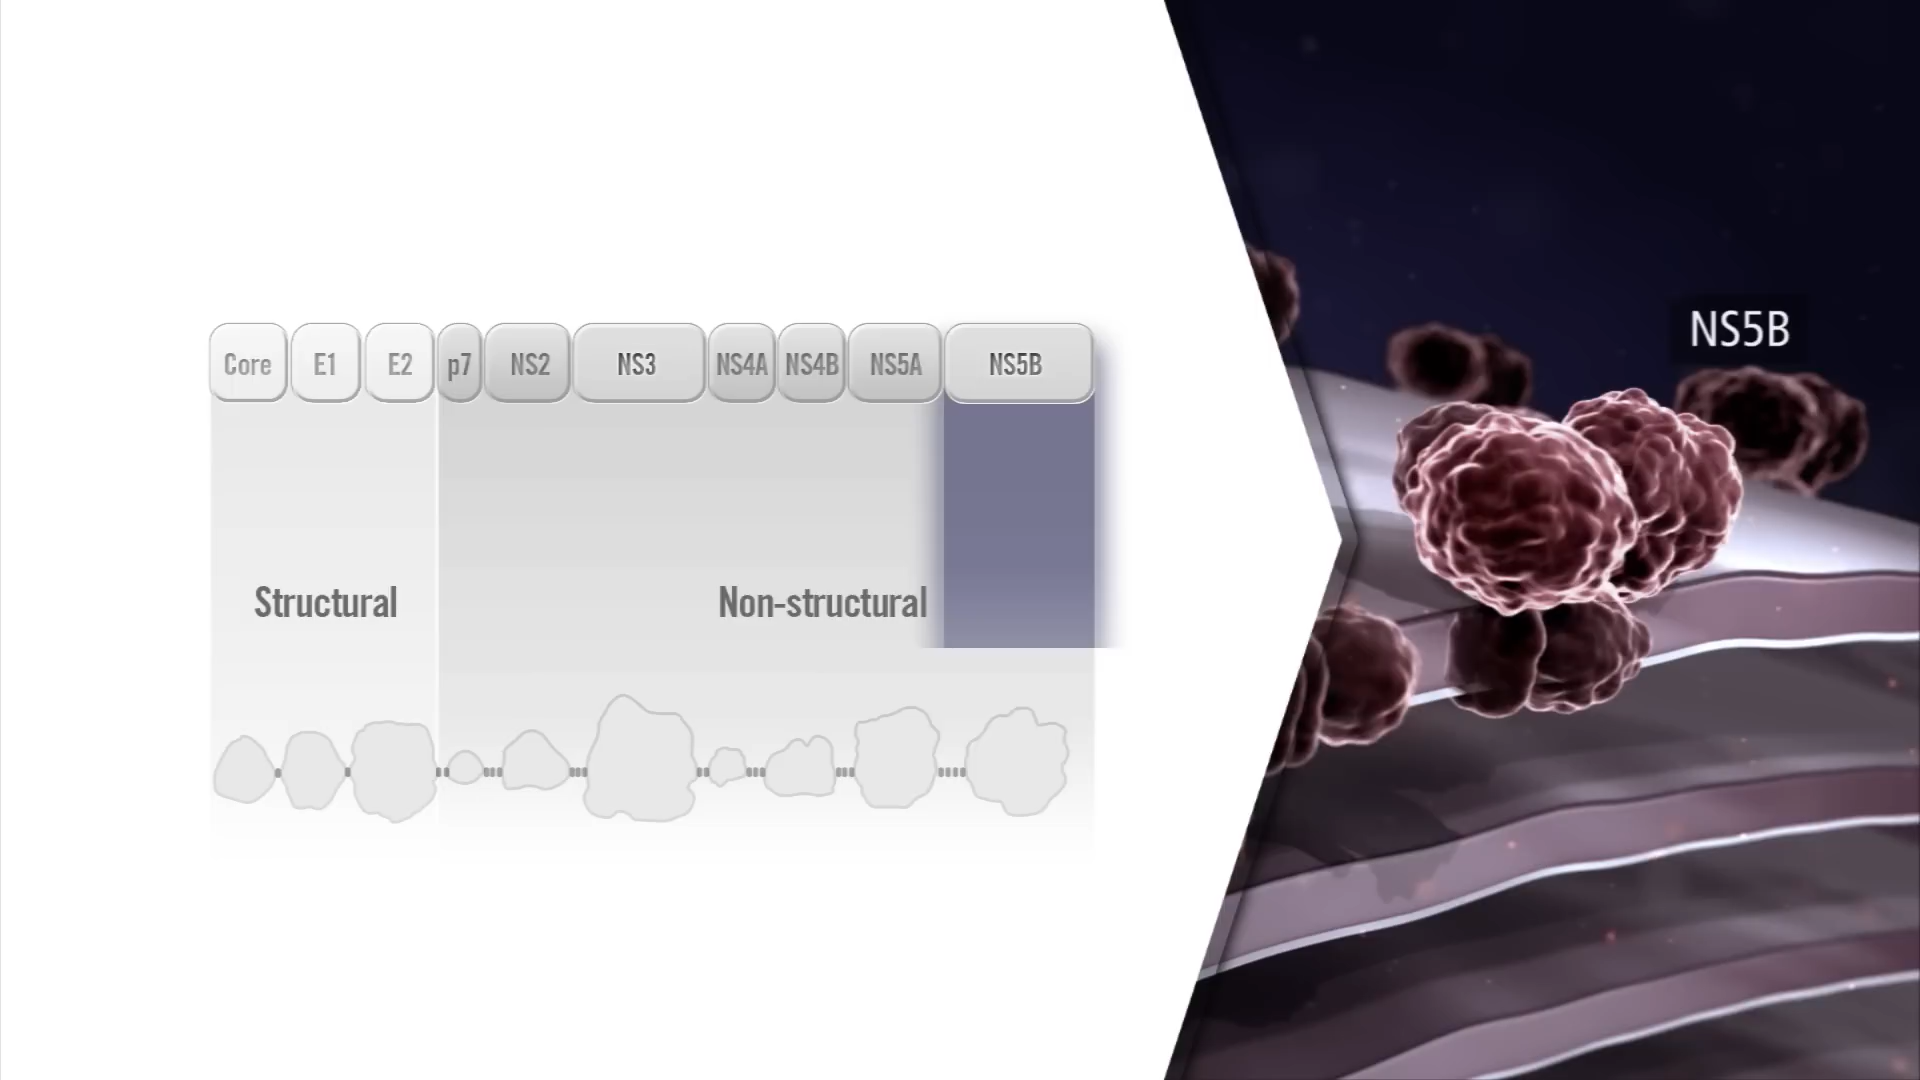 Core E1 E2 p7 NS2 NS3 NS4A NS4B NS5A NS5B
Structural Non-structural
NS5B